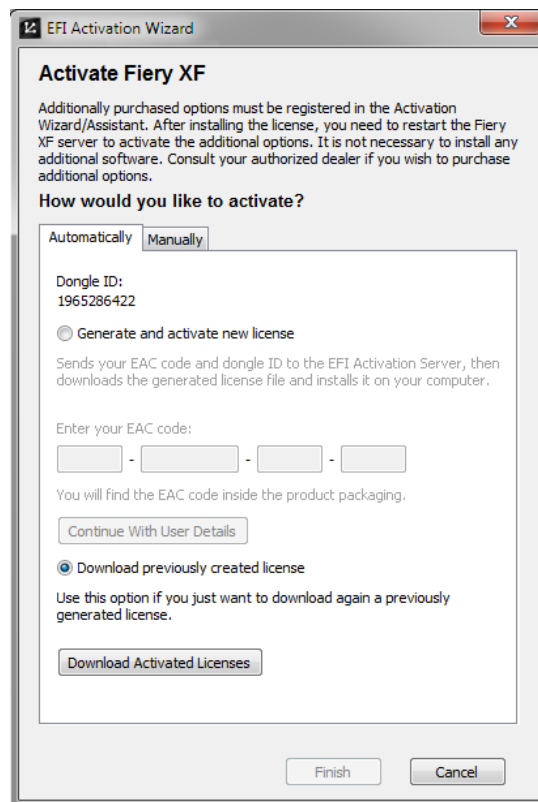 EFI Activation Wizard
Activate Fiery XF
Additionally purchased options must be registered in the Activation
Wizard/Assistant. After installing the license, you need to restart the Fiery
XF server to activate the additional options. It is not necessary to install any
additional software. Consult your authorized dealer if you wish to purchase
additional options.
How would you like to activate?
Automatically
Manually
Dongle ID:
1965286422
Generate and activate new license
Sends your EAC code and dongle ID to the EFI Activation Server, then
downloads the generated license file and installs it on your computer.
Enter your EAC code:
- - -
You will find the EAC code inside the product packaging.
Continue With User Details
Download previously created license
Use this option if you just want to download again a previously
generated license.
Download Activated Licenses
Finish
Cancel